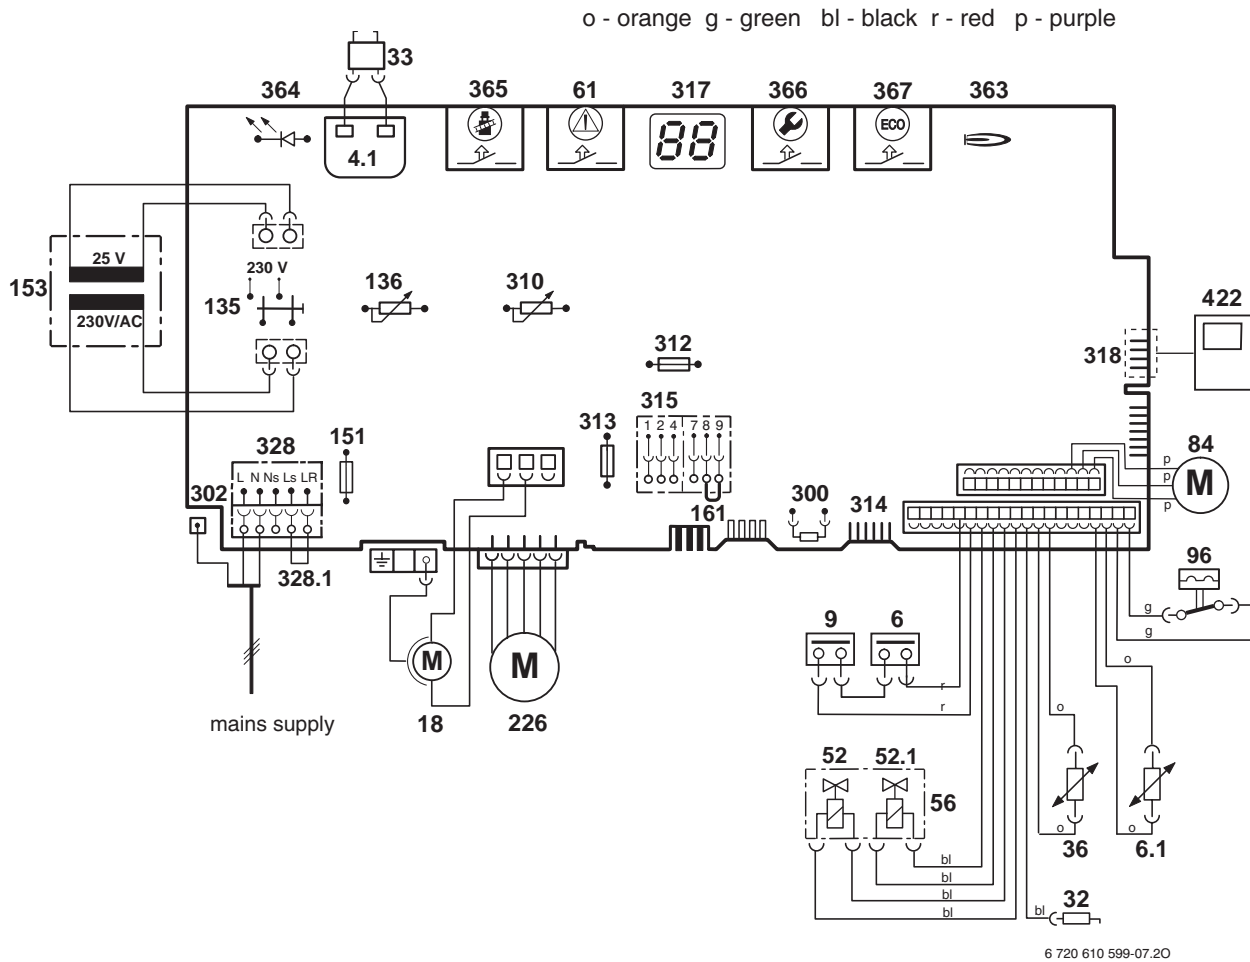 o - orange g - green bl - black r - red p - purple
33
364
365
61
317
366
367
363
4.1
88
ECO
25 V
153
230V/AC
230 V
135
136
310
312
318
422
315
1 2 4 7 8 9
313
151
328
L N Ns Ls LR
302
328.1
161
300
314
84
M
p
p
p
96
g
g
9
6
r
r
o
o
M
18
M
226
mains supply
52
52.1
56
bl
bl
bl
bl
o
36
o
6.1
bl
32
6 720 610 599-07.2O